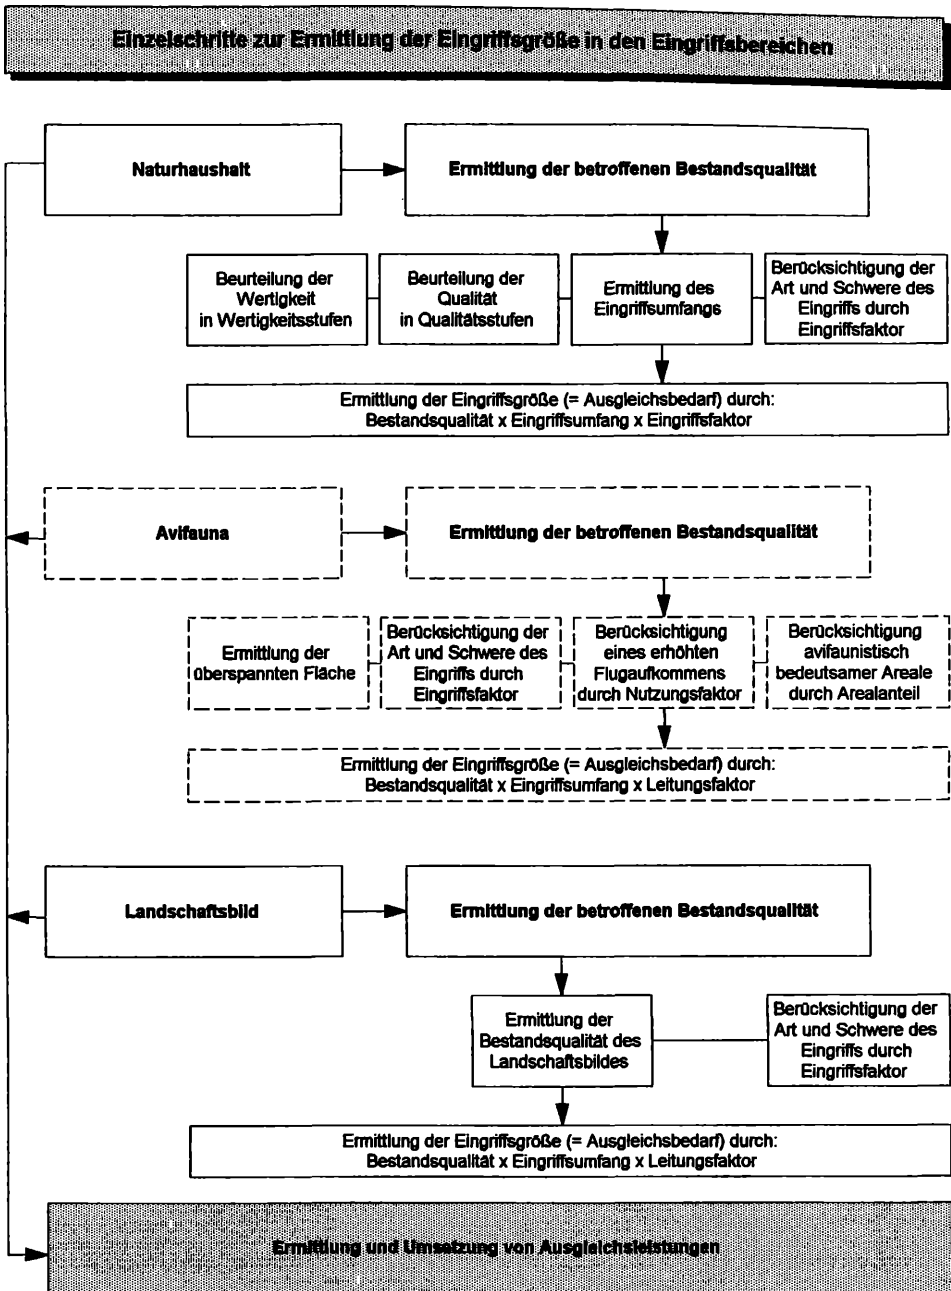 Einzelschrifte zur Ermittlung der Eingriffsgröße in den Eingriffsbereichen
Naturhaushalt
Ermittlung der betroffenen Bestandsqualität
Beurteilung der
Wertigkeit
in Wertigkeitsstufen
Beurteilung der
Qualität
in Qualitätsstufen
Ermittlung des
Eingriffsumfangs
Berücksichtigung der
Art und Schwere des
Eingriffs durch
Eingriffsfaktor
Ermittlung der Eingriffsgröße (= Ausgleichsbedarf) durch:
Bestandsqualität x Eingriffsumfang x Eingriffsfaktor
Avifauna
Ermittlung der betroffenen Bestandsqualität
Ermittlung der
überspannten Fläche
Berücksichtigung der
Art und Schwere des
Eingriffs durch
Eingriffsfaktor
Berücksichtigung
eines erhöhten
Flugaufkommens
durch Nutzungsfaktor
Berücksichtigung
avifaunistisch
bedeutsamer Areale
durch Arealanteil
Ermittlung der Eingriffsgröße (= Ausgleichsbedarf) durch:
Bestandsqualität x Eingriffsumfang x Leitungsfaktor
Landschaftsbild
Ermittlung der betroffenen Bestandsqualität
Ermittlung der
Bestandsqualität des
Landschaftsbildes
Berücksichtigung der
Art und Schwere des
Eingriffs durch
Eingriffsfaktor
Ermittlung der Eingriffsgröße (= Ausgleichsbedarf) durch:
Bestandsqualität x Eingriffsumfang x Leitungsfaktor
Ermittlung und Umsetzung von Ausgleichsleistungen